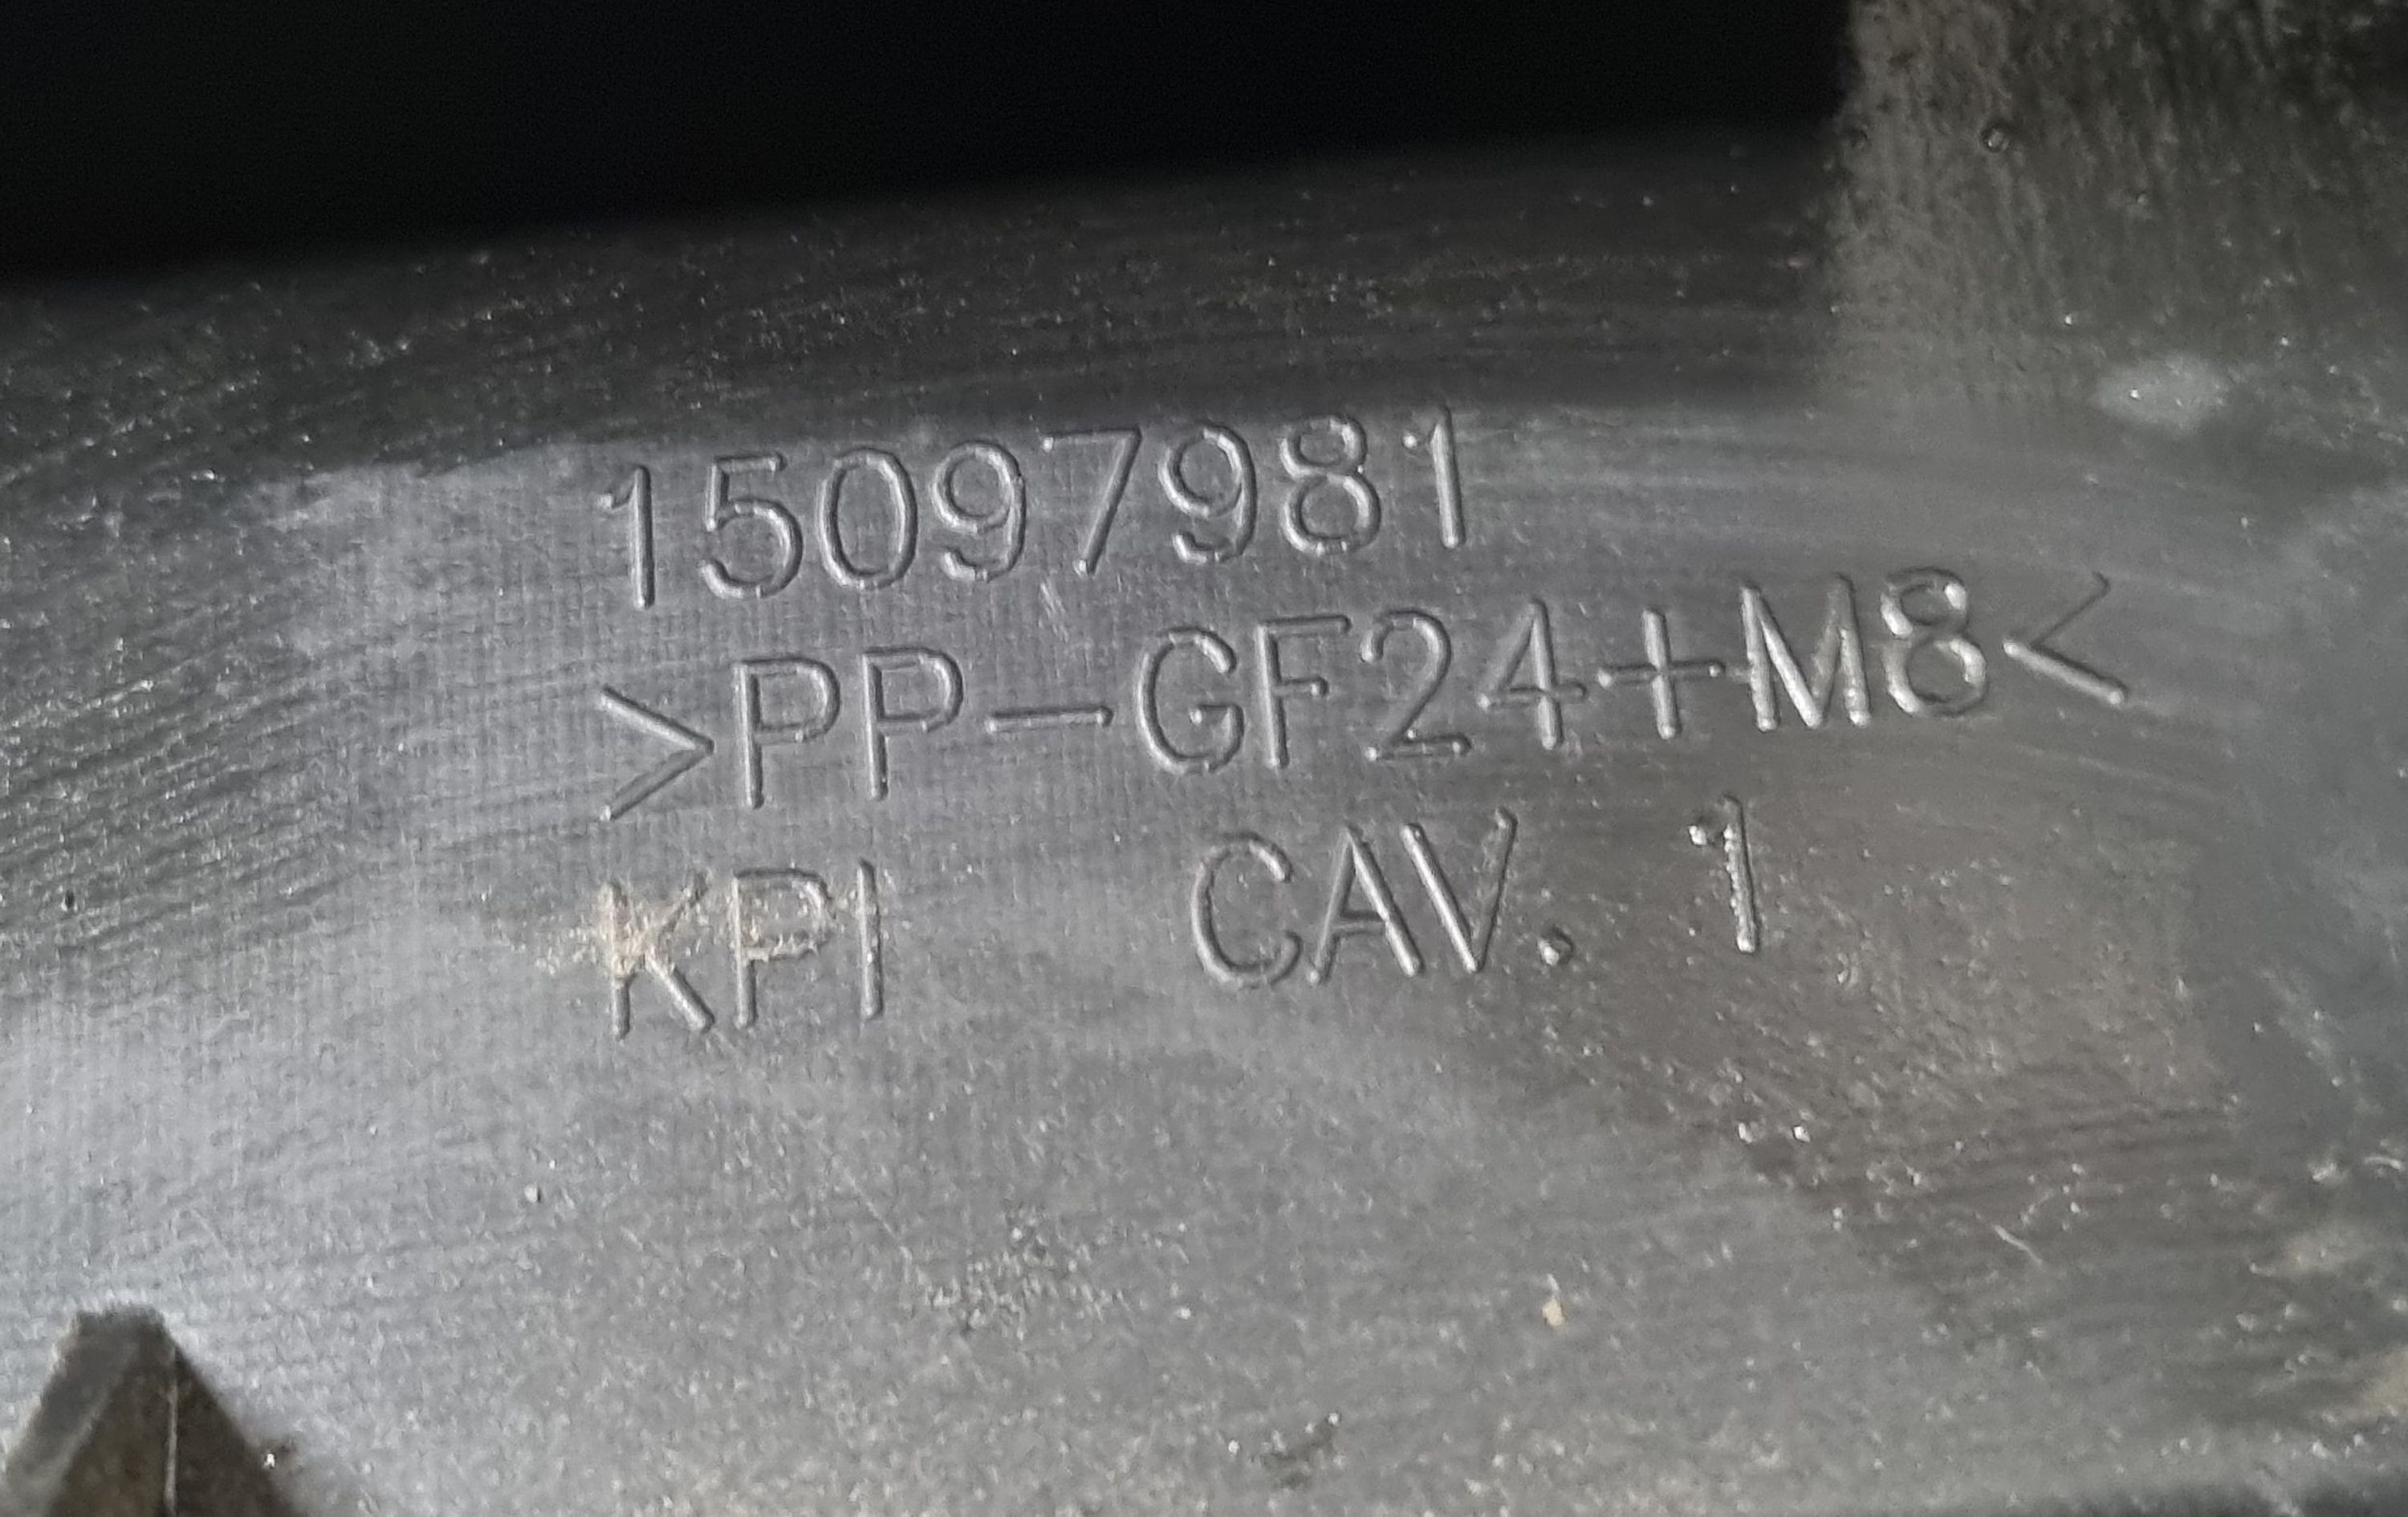 15097981
>PP-GF24+M8<
KPI CAV. 1